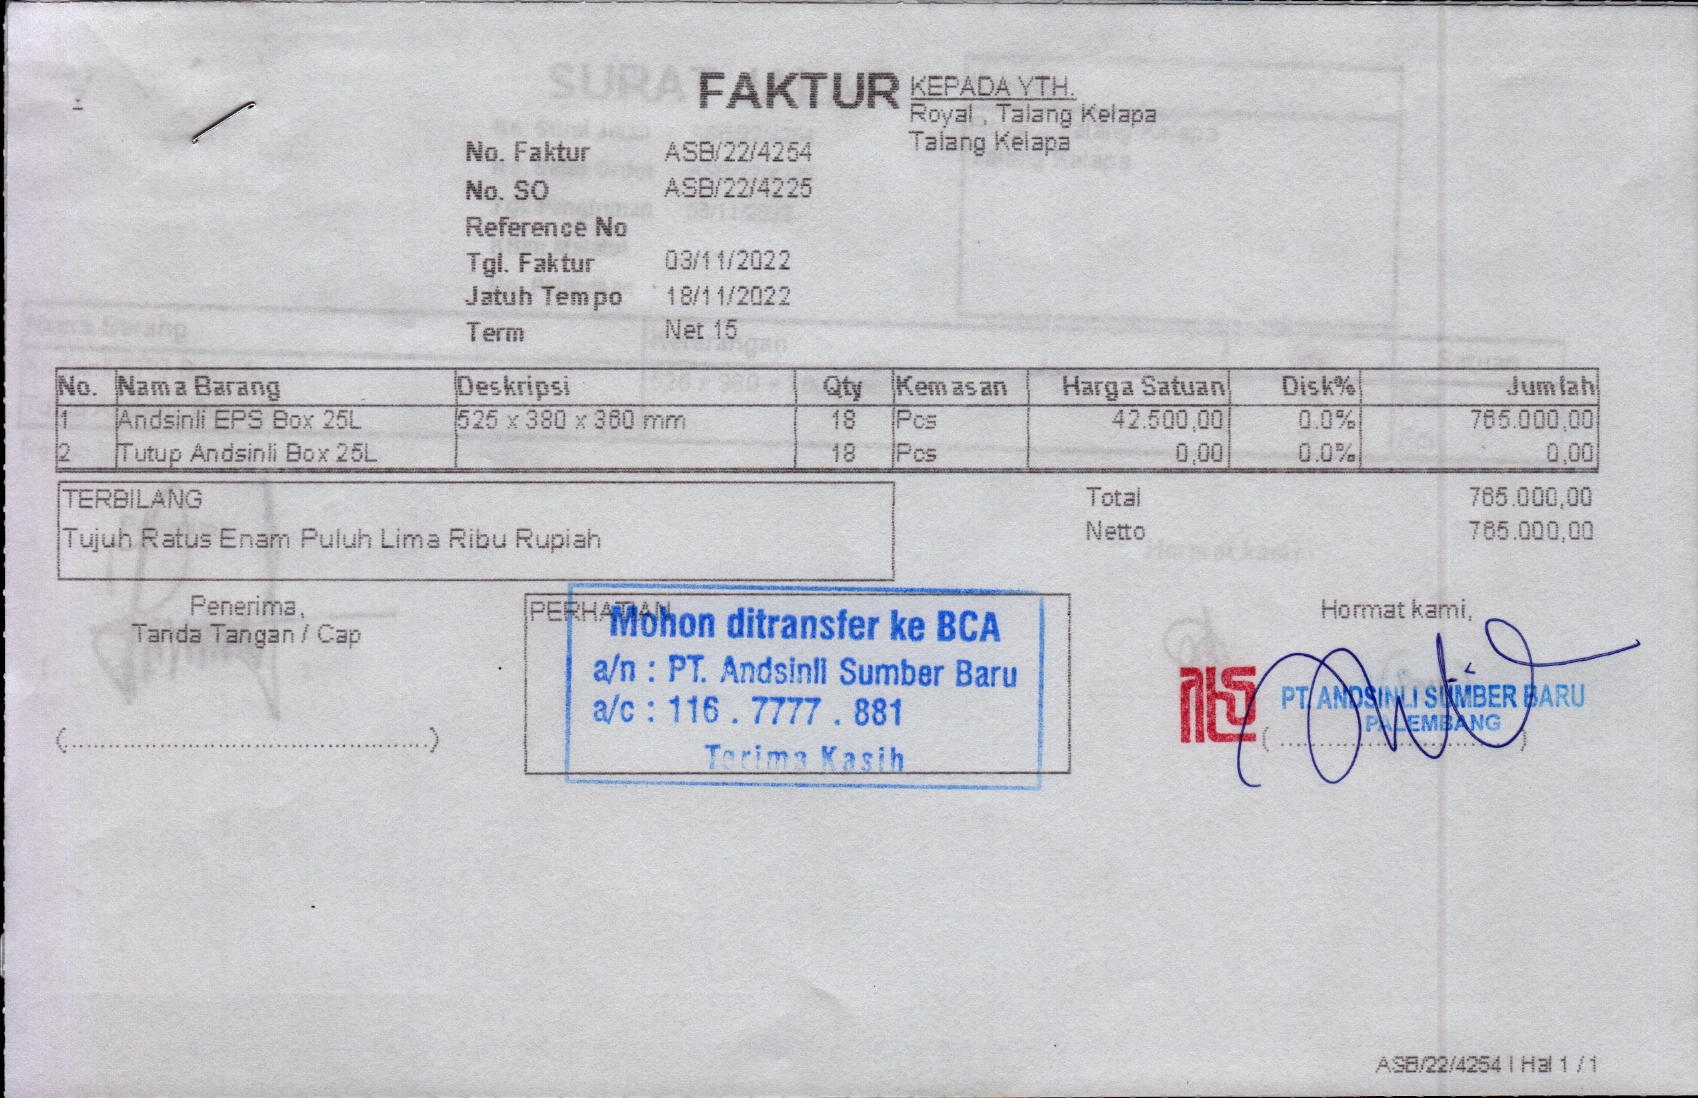 FAKTUR
KEPADA YTH.
Royal , Talang Kelapa
Talang Kelapa
No. Faktur ASB/22/4254
No. SO ASB/22/4225
Reference No
Tgl. Faktur 03/11/2022
Jatuh Tempo 18/11/2022
Term Net 15
No. Nama Barang Deskripsi Qty Kemasan Harga Satuan Disk% Jumlah
1 Andsinli EPS Box 25L 525 x 380 x 360 mm 18 Pcs 42.500,00 0.0% 765.000,00
2 Tutup Andsinli Box 25L 18 Pcs 0,00 0.0% 0,00
TERBILANG
Tujuh Ratus Enam Puluh Lima Ribu Rupiah
Total 765.000,00
Netto 765.000,00
Penerima,
Tanda Tangan / Cap
(................................................)
PERHATIAN
Mohon ditransfer ke BCA
a/n : PT. Andsinli Sumber Baru
a/c : 116 . 7777 . 881
Terima Kasih
Hormat kami,
PT. ANDSINLI SUMBER BARU
PALEMBANG
ASB/22/4254 | Hal 1 / 1